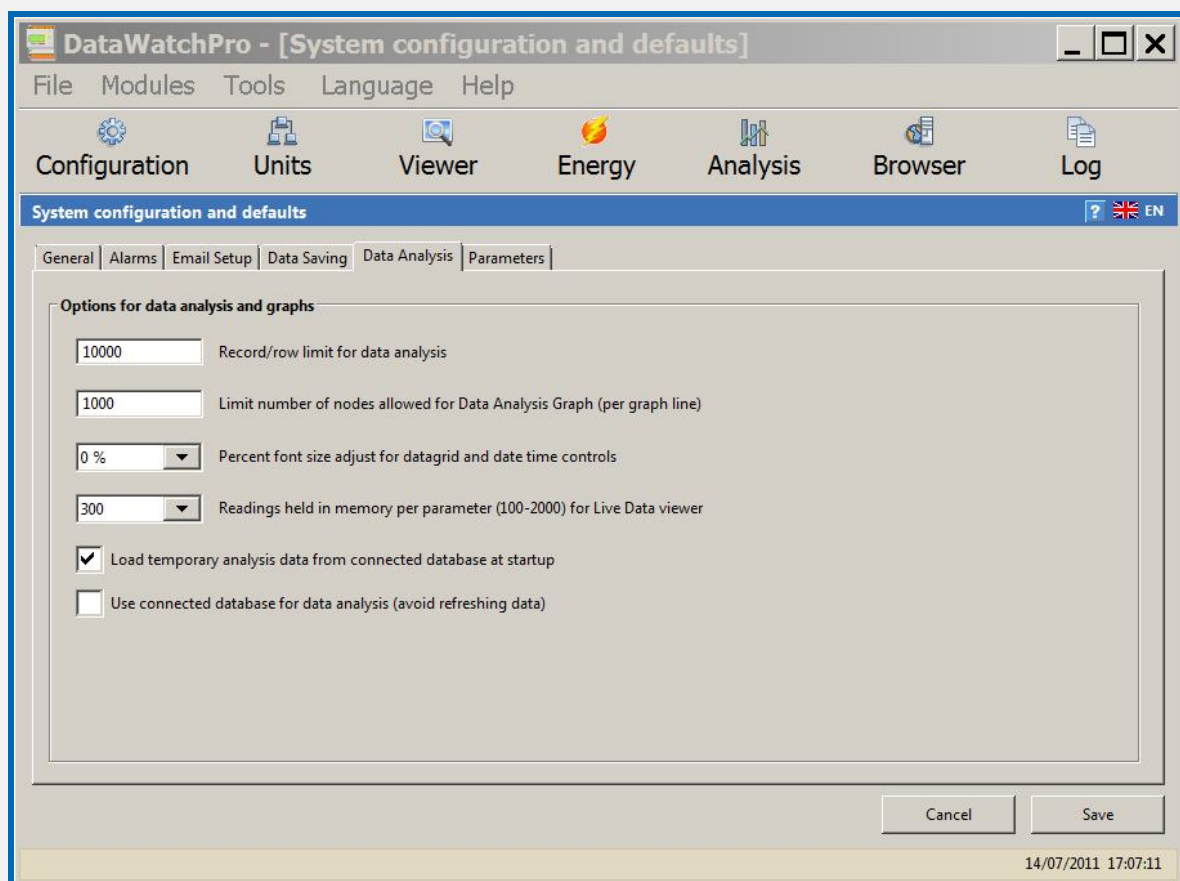 DataWatchPro - [System configuration and defaults]
File Modules Tools Language Help
Configuration Units Viewer Energy Analysis Browser Log
System configuration and defaults ? EN
General Alarms Email Setup Data Saving Data Analysis Parameters
Options for data analysis and graphs
10000 Record/row limit for data analysis
1000 Limit number of nodes allowed for Data Analysis Graph (per graph line)
0 % Percent font size adjust for datagrid and date time controls
300 Readings held in memory per parameter (100-2000) for Live Data viewer
Load temporary analysis data from connected database at startup
Use connected database for data analysis (avoid refreshing data)
Cancel Save
14/07/2011 17:07:11